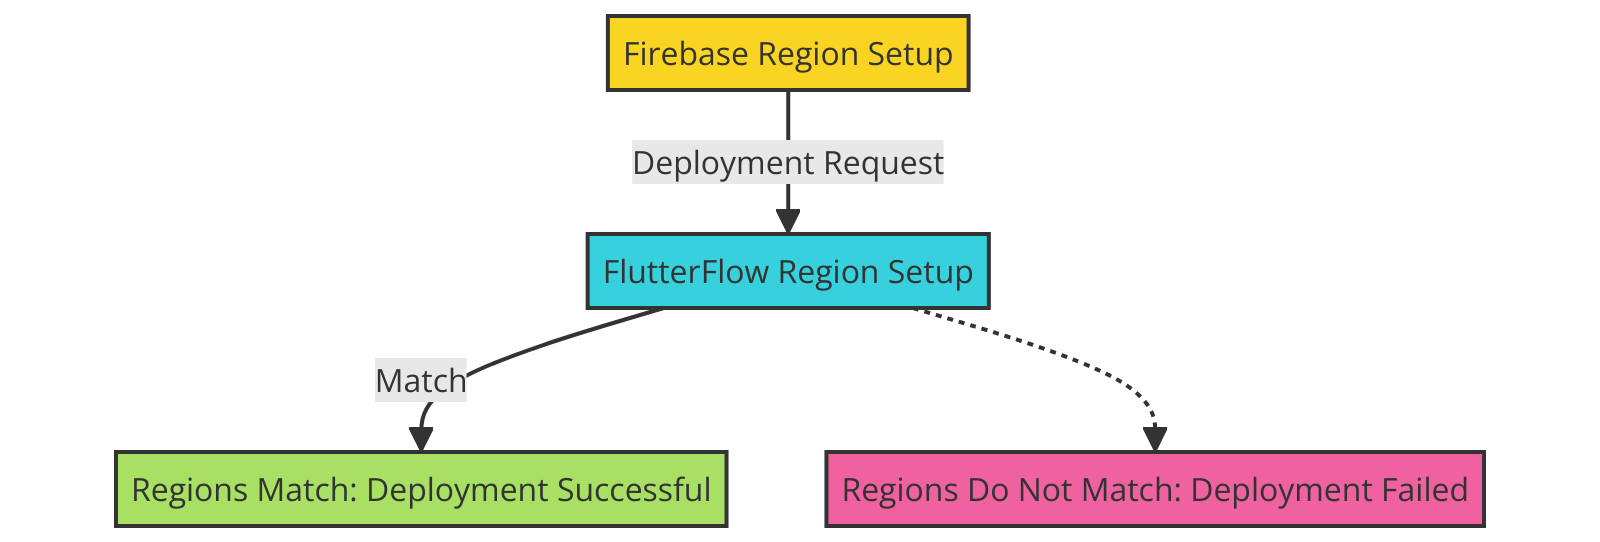 Firebase Region Setup
Deployment Request
FlutterFlow Region Setup
Match
Regions Match: Deployment Successful
Regions Do Not Match: Deployment Failed